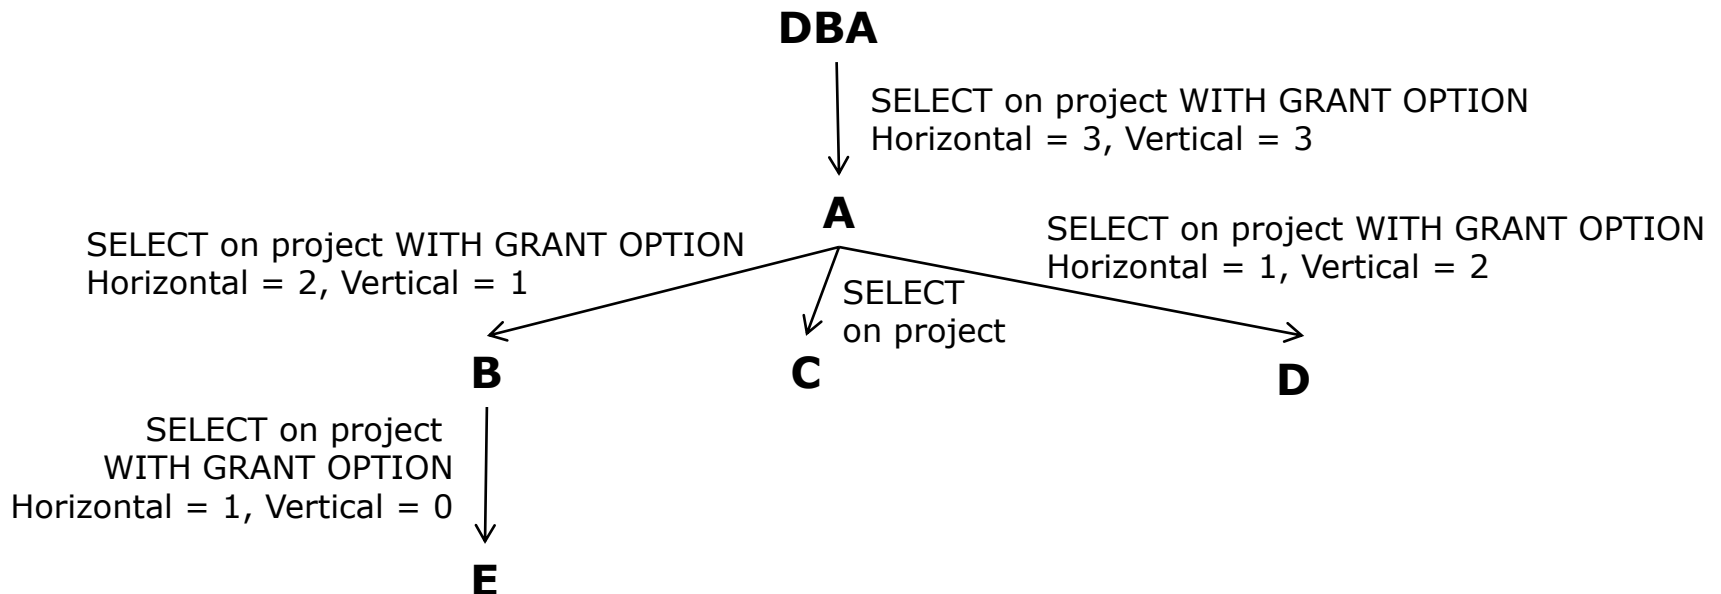 DBA
SELECT on project WITH GRANT OPTION
Horizontal = 3, Vertical = 3
A
SELECT on project WITH GRANT OPTION
Horizontal = 2, Vertical = 1
SELECT
on project
SELECT on project WITH GRANT OPTION
Horizontal = 1, Vertical = 2
B
C
D
SELECT on project
WITH GRANT OPTION
Horizontal = 1, Vertical = 0
E